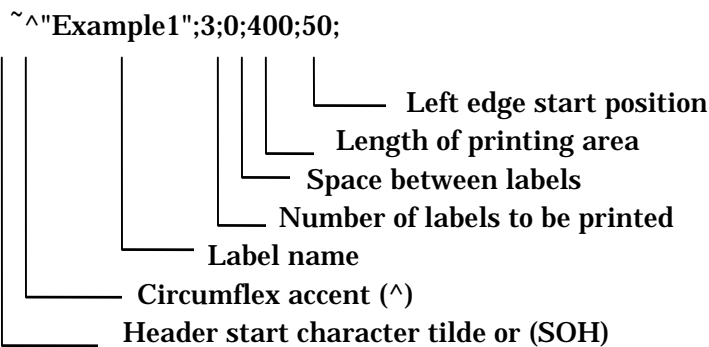 ˜^"Example1";3;0;400;50;
Left edge start position
Length of printing area
Space between labels
Number of labels to be printed
Label name
Circumflex accent (^)
Header start character tilde or (SOH)